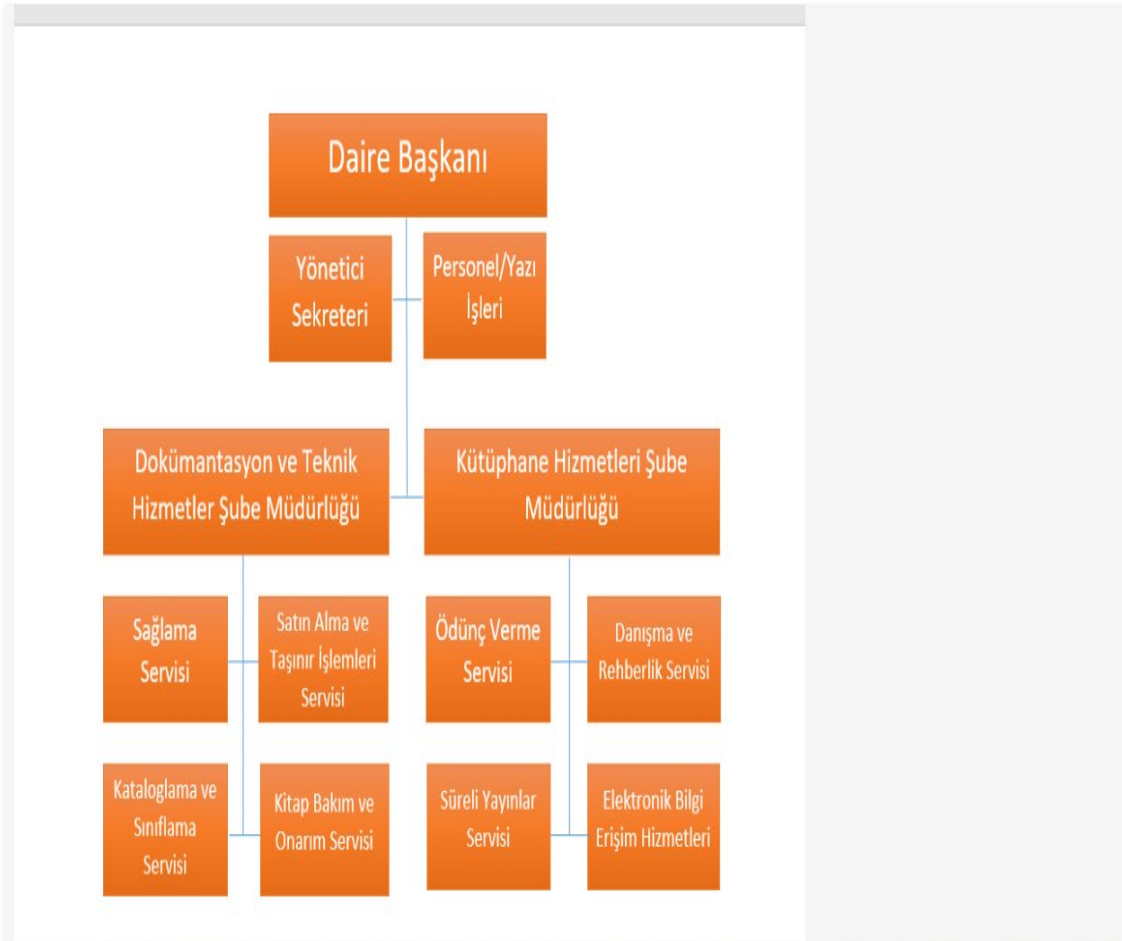 Daire Başkanı
Yönetici
Sekreteri
Personel/Yazı
İşleri
Dokümantasyon ve Teknik
Hizmetler Şube Müdürlüğü
Kütüphane Hizmetleri Şube
Müdürlüğü
Sağlama
Servisi
Satın Alma ve
Taşınır İşlemleri
Servisi
Ödünç Verme
Servisi
Danışma ve
Rehberlik Servisi
Kataloglama ve
Sınıflama
Servisi
Kitap Bakım ve
Onarım Servisi
Süreli Yayınlar
Servisi
Elektronik Bilgi
Erişim Hizmetleri